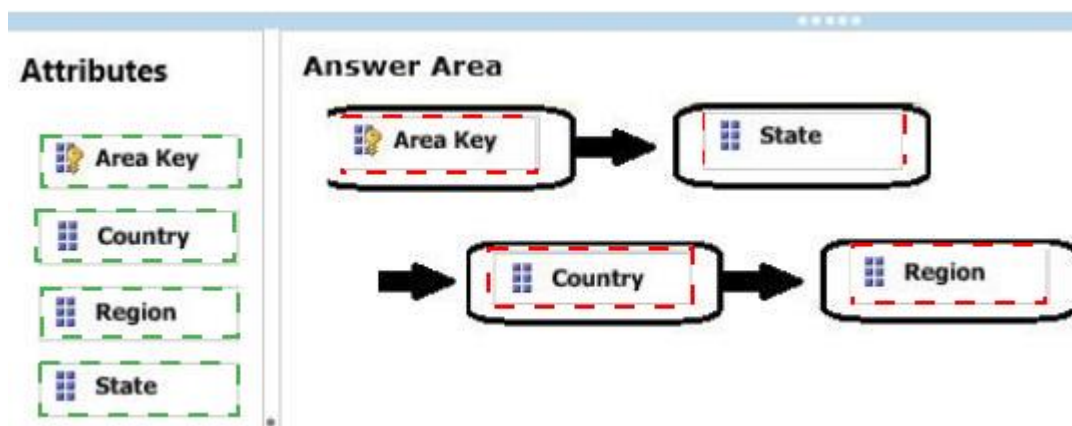 Attributes
Area Key
Country
Region
State
Answer Area
Area Key
State
Country
Region